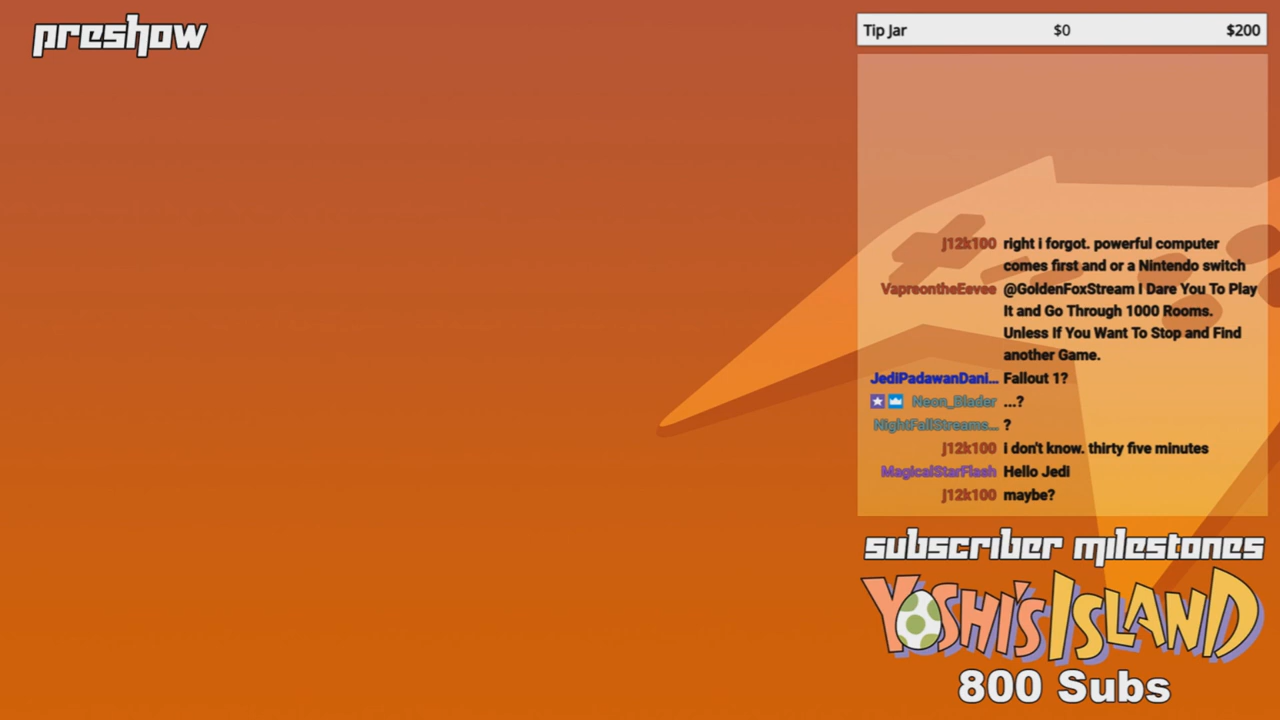 preshow
Tip Jar $0 $200
J12k100 right i forgot. powerful computer
comes first and or a Nintendo switch
VapreontheEevee @GoldenFoxStream I Dare You To Play
It and Go Through 1000 Rooms.
Unless If You Want To Stop and Find
another Game.
JediPadawanDani... Fallout 1?
Neon_Blader ...?
NightFallStreams... ?
J12k100 i don't know. thirty five minutes
MagicalStarFlash Hello Jedi
J12k100 maybe?
subscriber milestones
YOSHI'S ISLAND
800 Subs